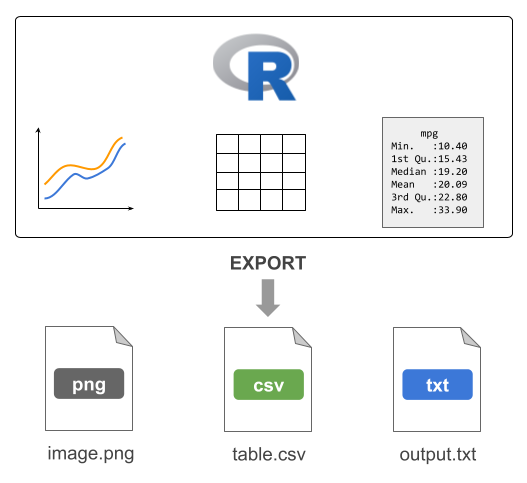 R
mpg
Min.   :10.40
1st Qu.:15.43
Median :19.20
Mean   :20.09
3rd Qu.:22.80
Max.   :33.90
EXPORT
png
csv
txt
image.png
table.csv
output.txt